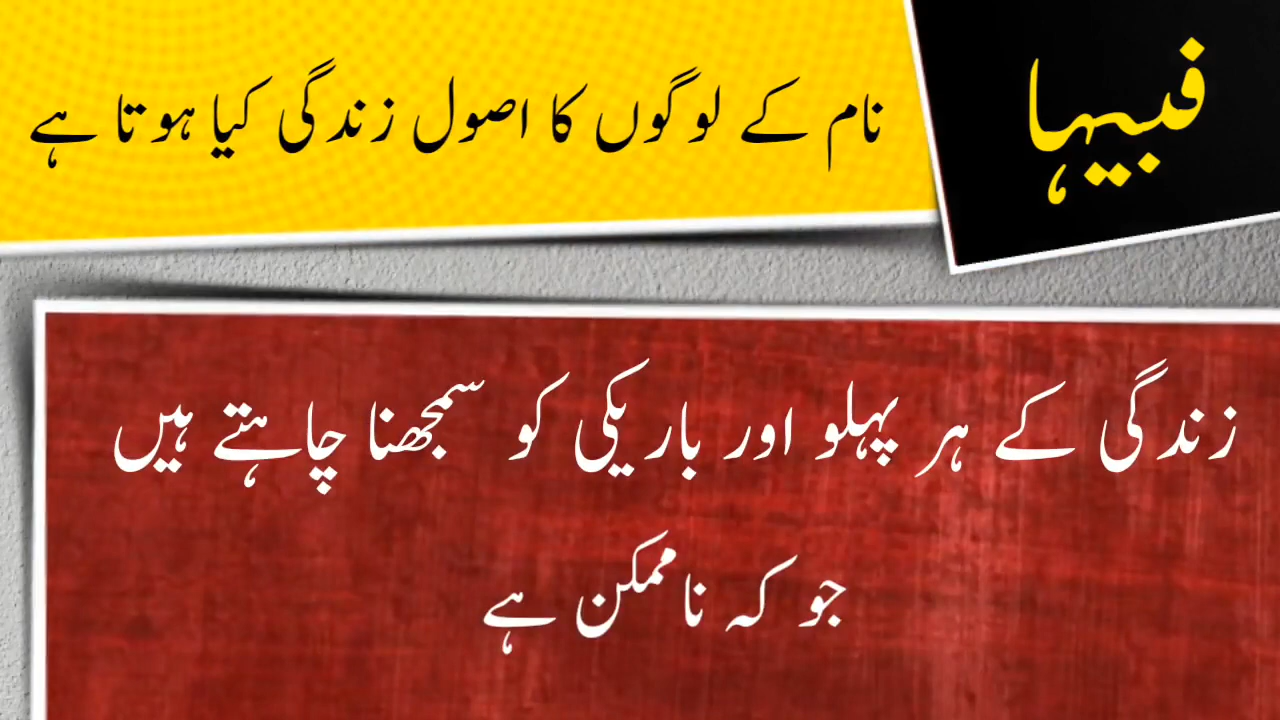 فبیہا
نام کے لوگوں کا اصول زندگی کیا ہوتا ہے
زندگی کے ہر پہلو اور باریکی کو سمجھنا چاہتے ہیں
جو کہ ناممکن ہے